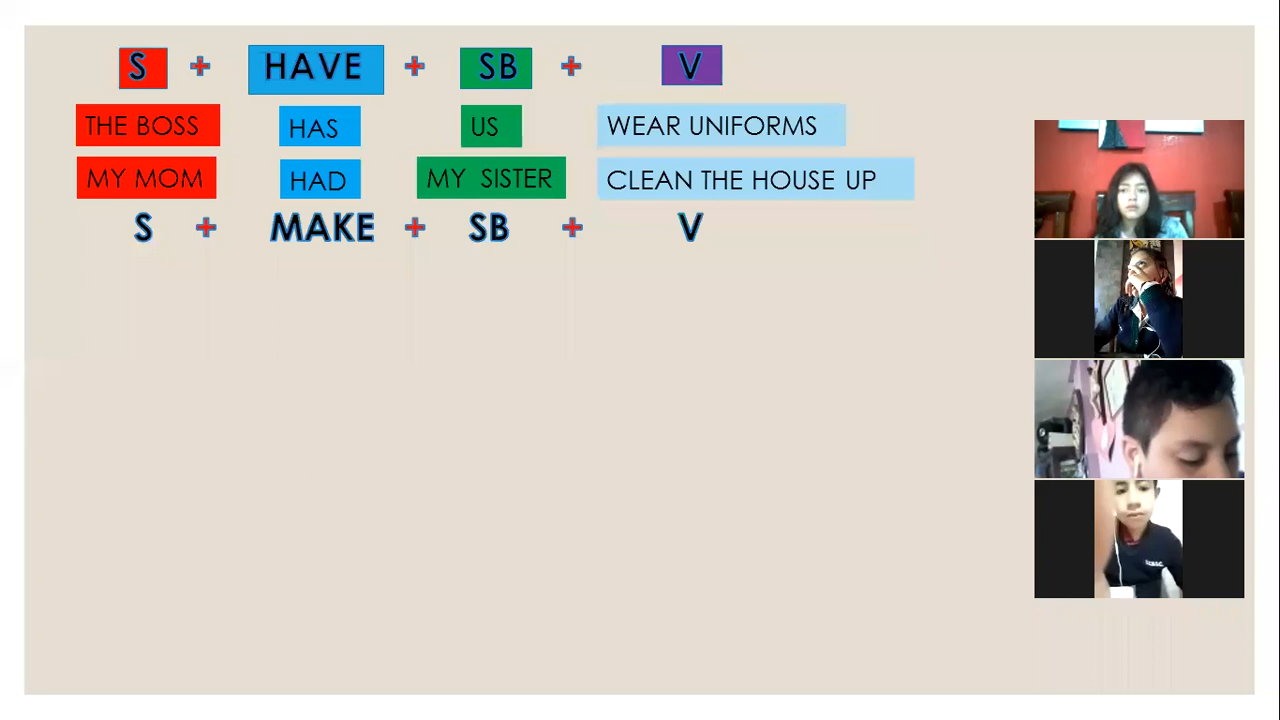 S + HAVE + SB + V
THE BOSS HAS US WEAR UNIFORMS
MY MOM HAD MY SISTER CLEAN THE HOUSE UP
S + MAKE + SB + V